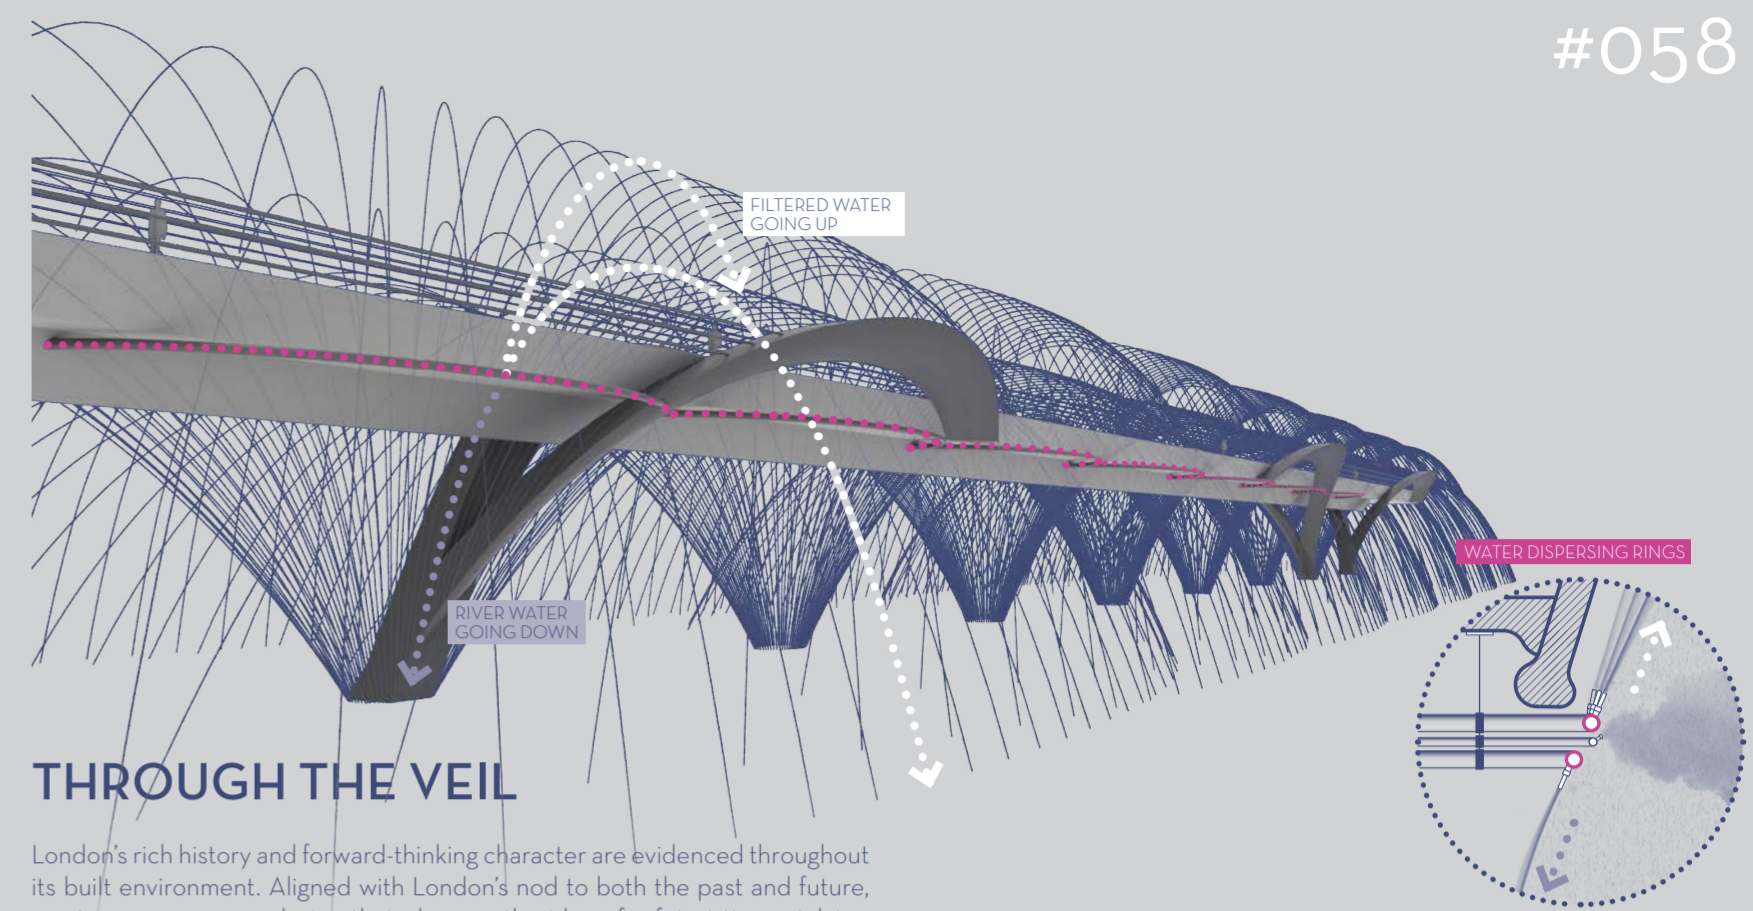 #058
FILTERED WATER
GOING UP
WATER DISPERSING RINGS
RIVER WATER
GOING DOWN
THROUGH THE VEIL
London's rich history and forward-thinking character are evidenced throughout
its built environment. Aligned with London's nod to both the past and future,